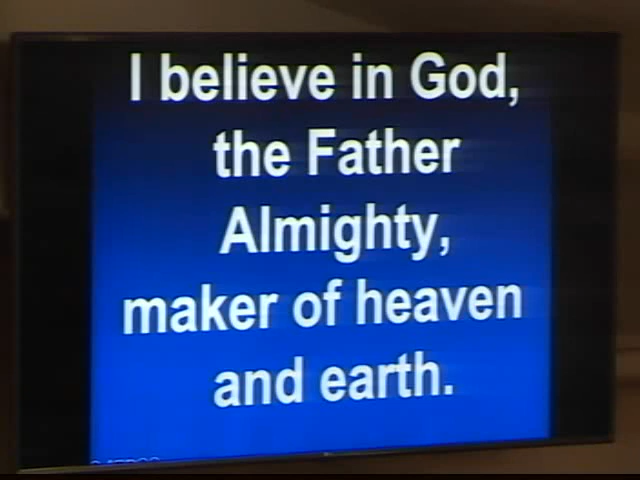 I believe in God,
the Father
Almighty,
maker of heaven
and earth.